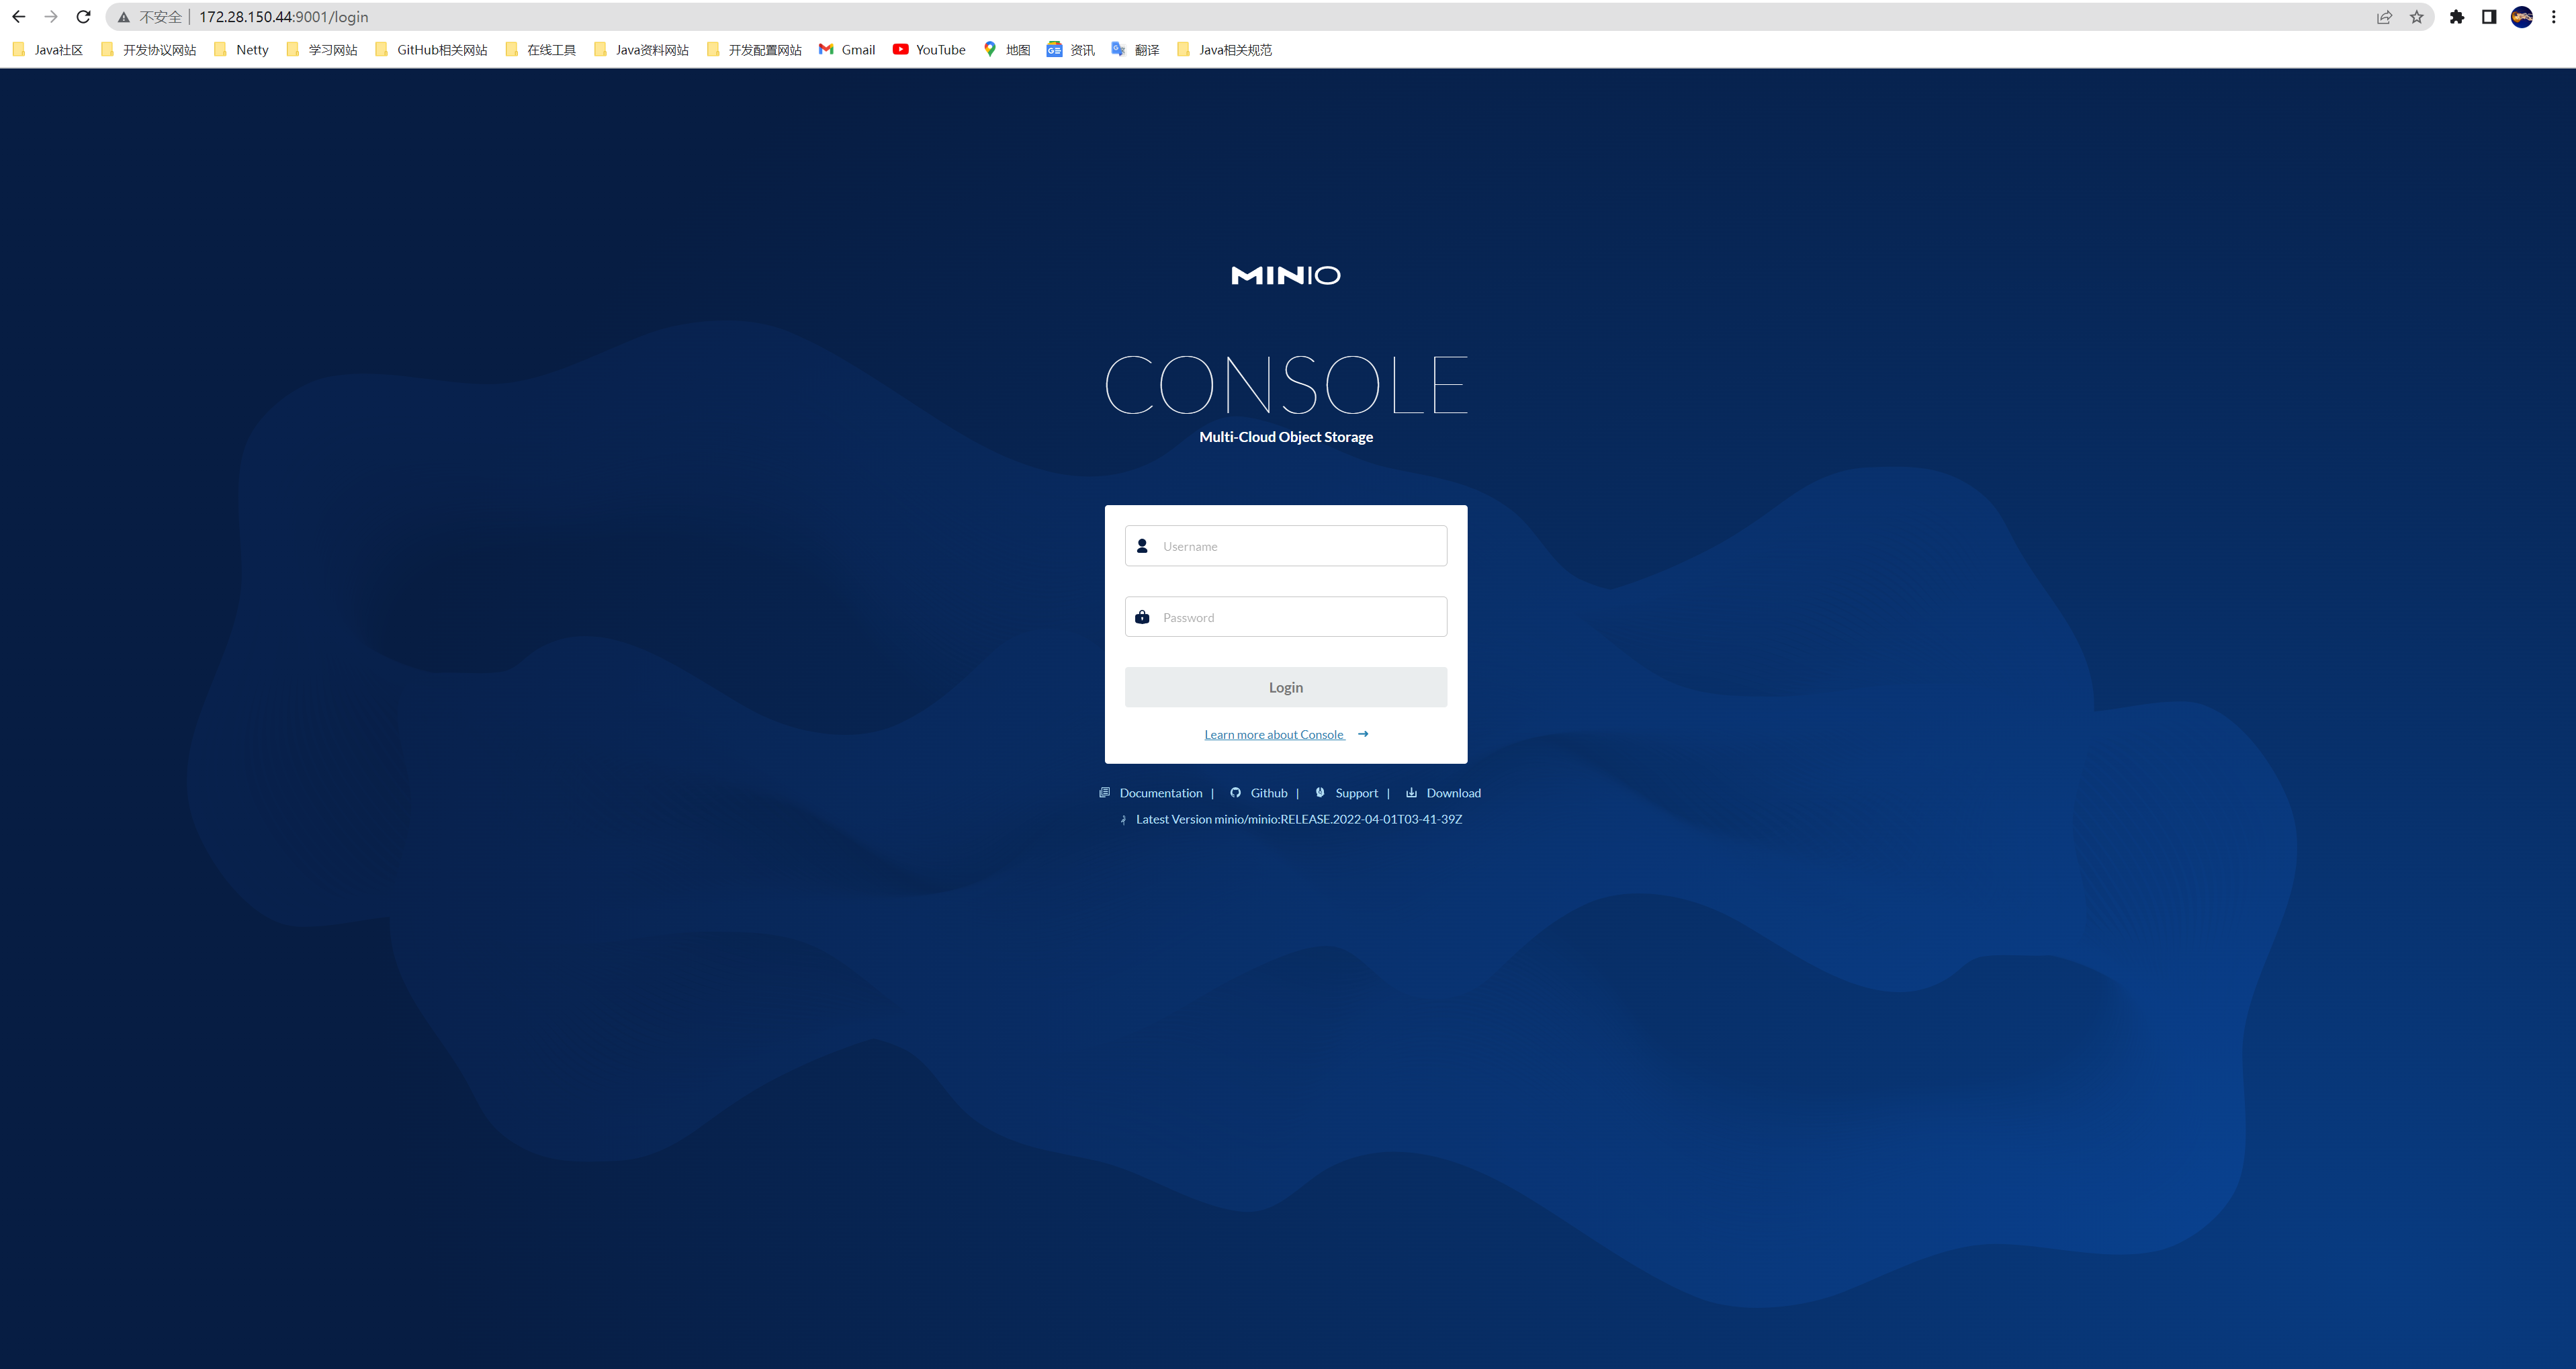 不安全 | 172.28.150.44:9001/login
Java社区 开发协议网站 Netty 学习网站 GitHub相关网站 在线工具 Java资料网站 开发配置网站 Gmail YouTube 地图 资讯 翻译 Java相关规范
MINIO
CONSOLE
Multi-Cloud Object Storage
Username
Password
Login
Learn more about Console
Documentation | Github | Support | Download
Latest Version minio/minio:RELEASE.2022-04-01T03-41-39Z